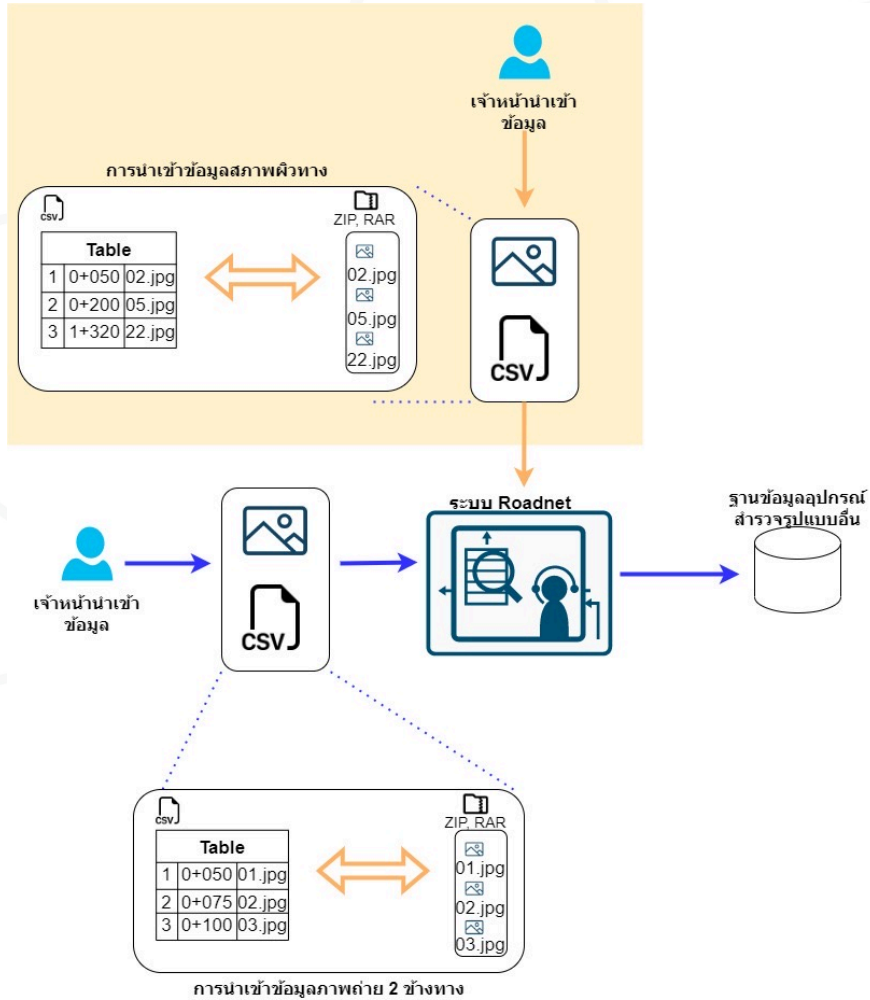 เจ้าหน้านำเข้า
ข้อมูล
การนำเข้าข้อมูลสภาพผิวทาง
CSV
ZIP, RAR
Table
1 0+050 02.jpg
2 0+200 05.jpg
3 1+320 22.jpg
02.jpg
05.jpg
22.jpg
CSV
ระบบ Roadnet
ฐานข้อมูลอุปกรณ์
สำรวจรูปแบบอื่น
เจ้าหน้านำเข้า
ข้อมูล
CSV
CSV
ZIP, RAR
Table
1 0+050 01.jpg
2 0+075 02.jpg
3 0+100 03.jpg
01.jpg
02.jpg
03.jpg
การนำเข้าข้อมูลภาพถ่าย 2 ข้างทาง